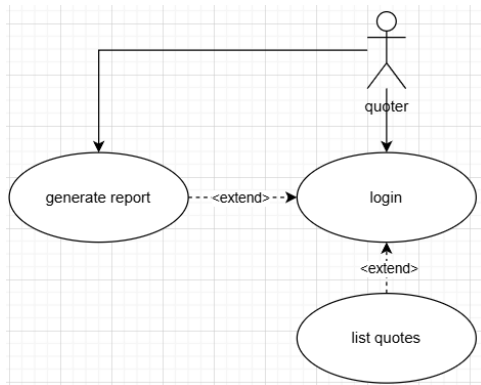 quoter
generate report
<extend>
login
<extend>
list quotes